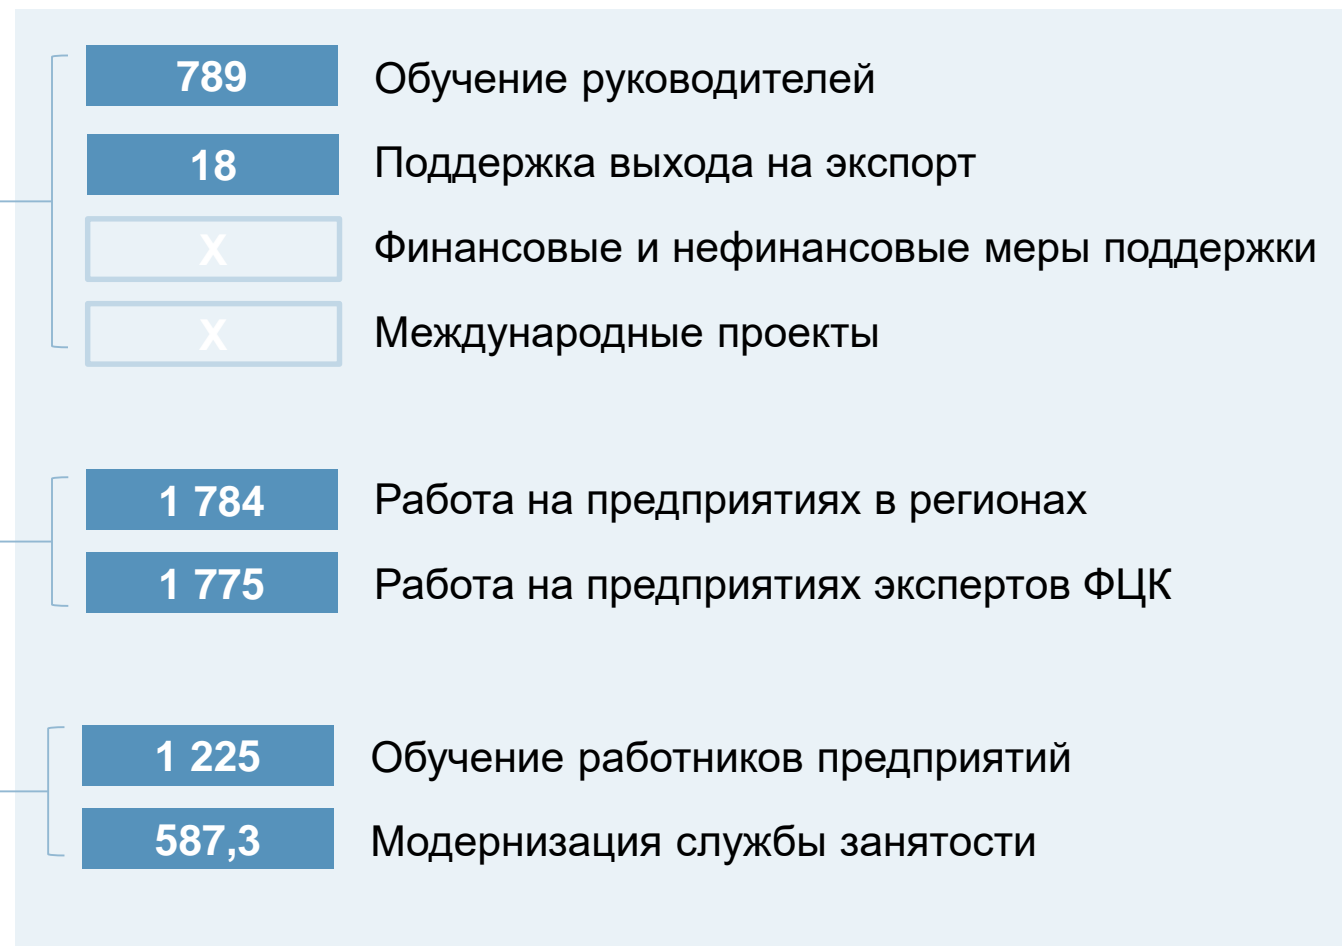 789 Обучение руководителей
18 Поддержка выхода на экспорт
X Финансовые и нефинансовые меры поддержки
X Международные проекты
1 784 Работа на предприятиях в регионах
1 775 Работа на предприятиях экспертов ФЦК
1 225 Обучение работников предприятий
587,3 Модернизация службы занятости